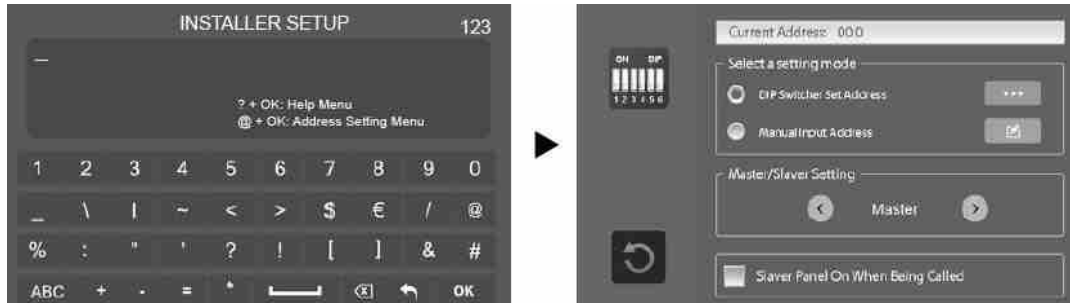 INSTALLER SETUP 123
_
? + OK: Help Menu
@ + OK: Address Setting Menu
1 2 3 4 5 6 7 8 9 0
_ \ | ~ < > $ € / @
% : " ' ? ! [ ] & #
ABC + - = * OK
Current Address: 000
ON DIP
1 2 3 4 5 6
Select a setting mode
DIP Switcher Set Address
Manual Input Address
Master/Slaver Setting
Master
Slaver Panel On When Being Called